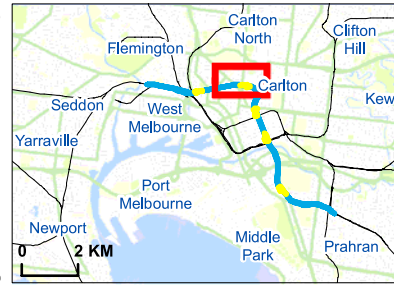 Carlton
North
Clifton
Hill
Flemington
Carlton
Kew
Seddon
West
Melbourne
Yarraville
Port
Melbourne
Newport
Middle
Park
Prahran
0 2 KM